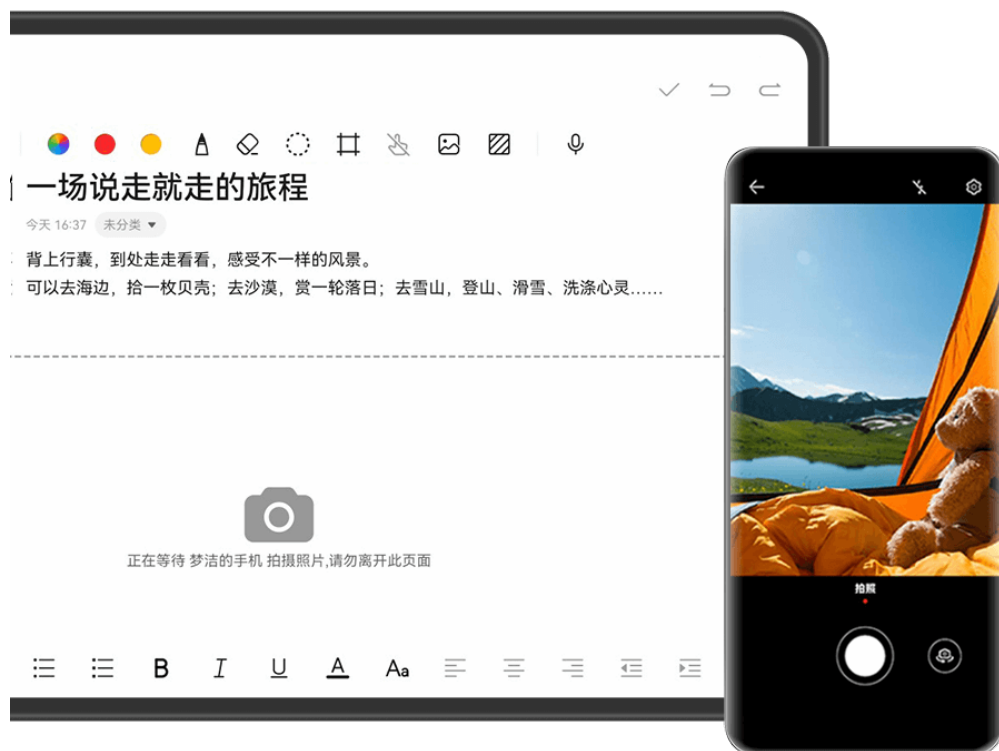 一场说走就走的旅程
今天 16:37 未分类
背上行囊，到处走走看看，感受不一样的风景。
可以去海边，拾一枚贝壳；去沙漠，赏一轮落日；去雪山，登山、滑雪、洗涤心灵……
正在等待 梦洁的手机 拍摄照片,请勿离开此页面
拍照
B I U A Aa